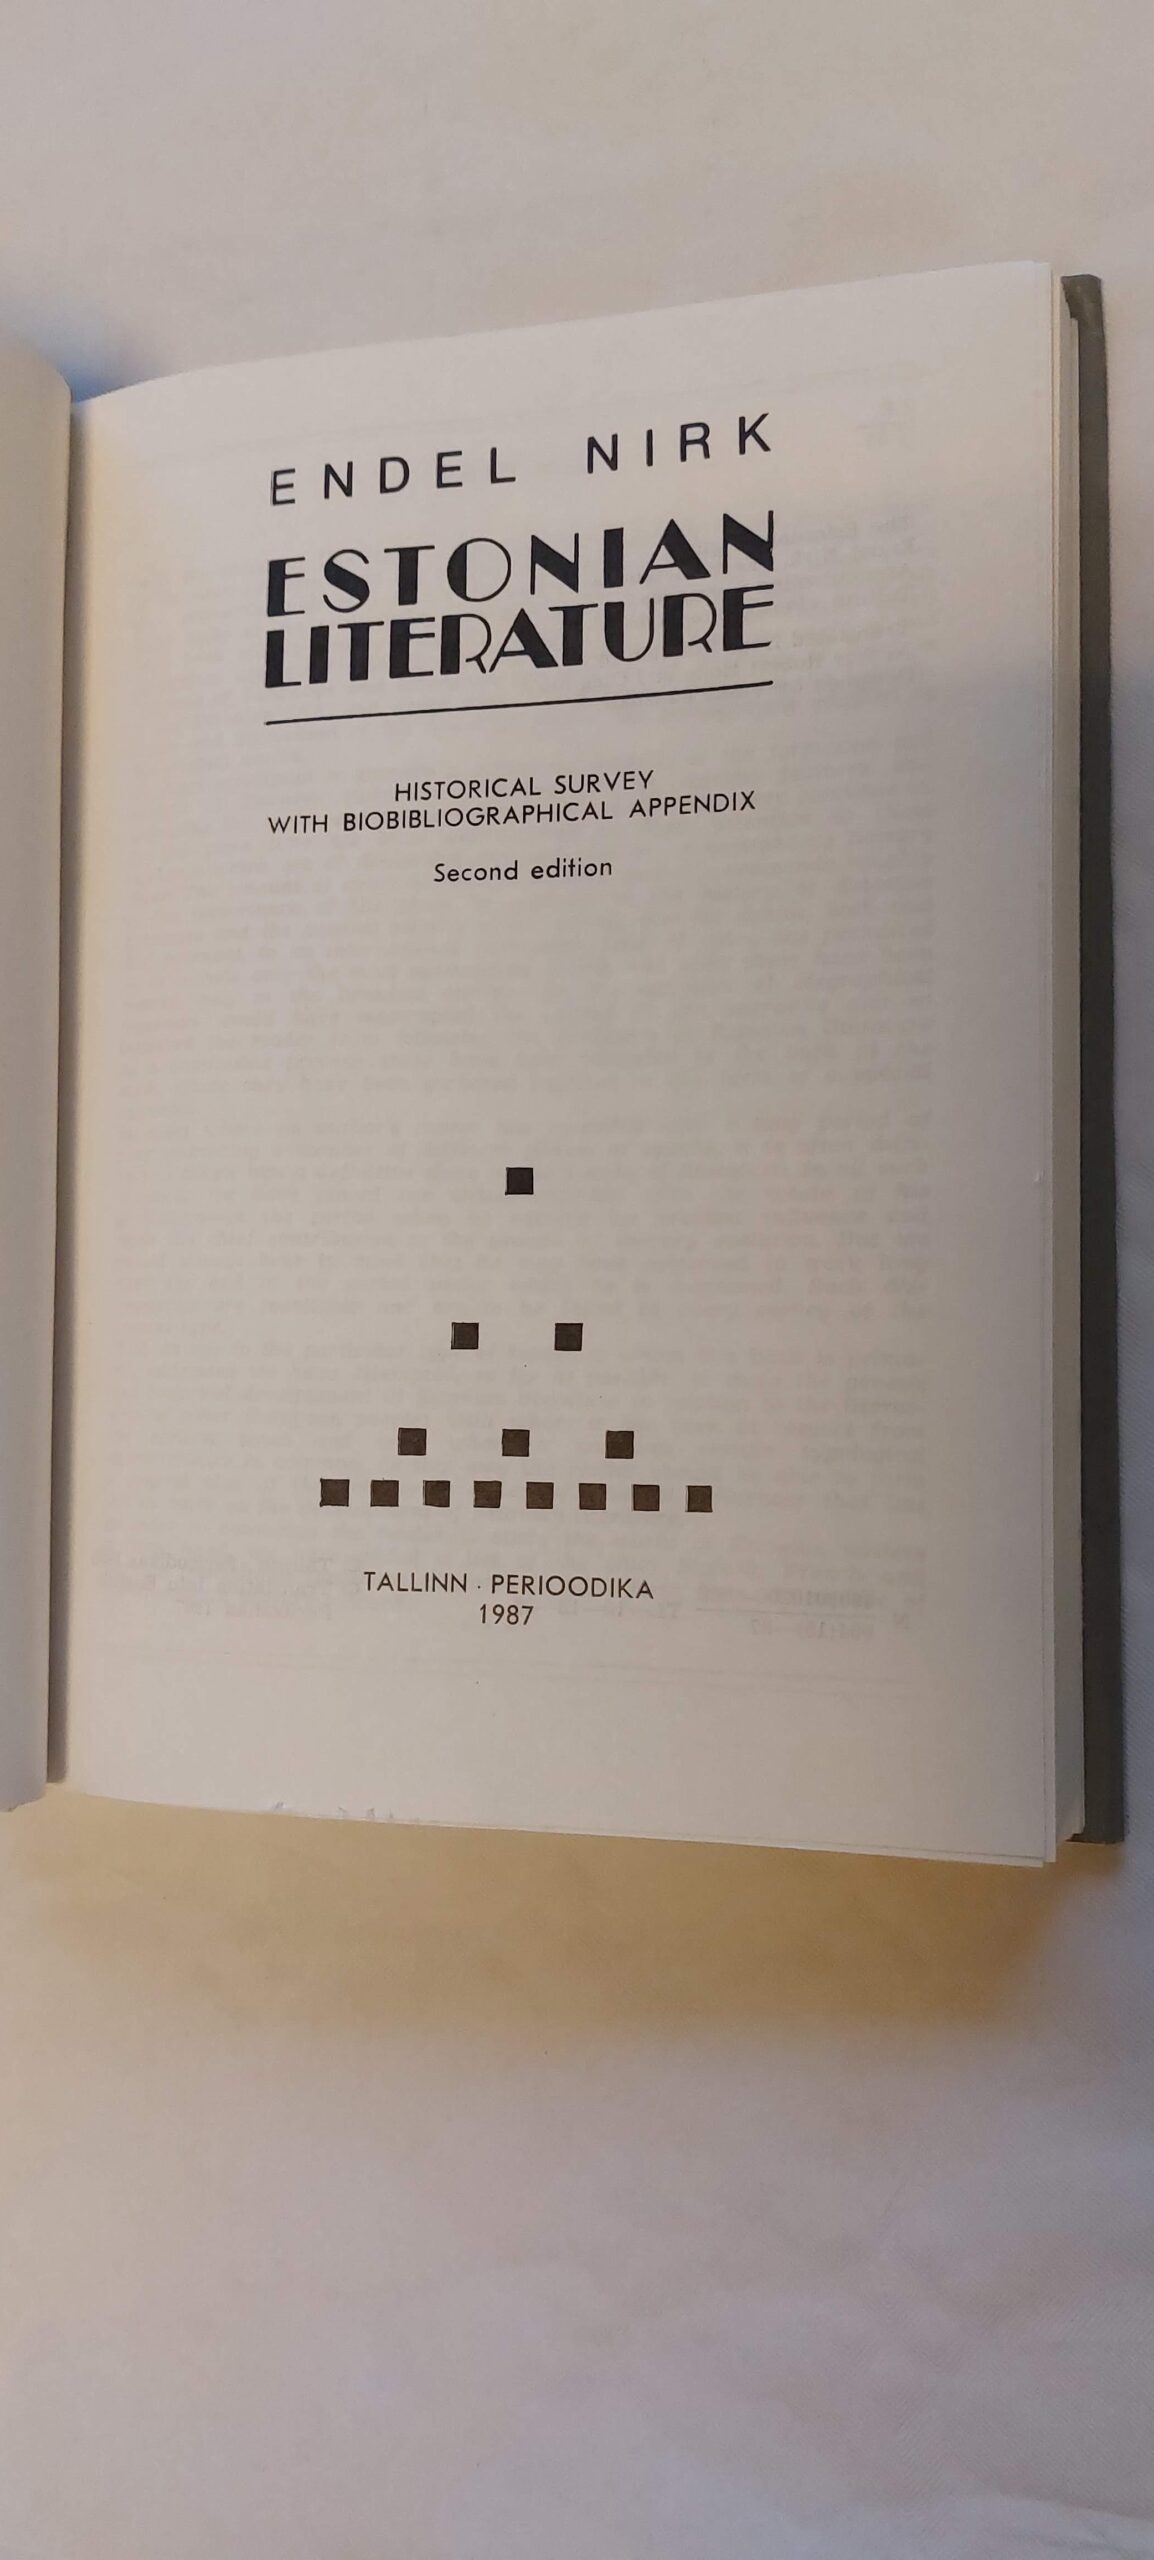 ENDEL NIRK
ESTONIAN
LITERATURE
HISTORICAL SURVEY
WITH BIOBIBLIOGRAPHICAL APPENDIX
Second edition
TALLINN · PERIOODIKA
1987